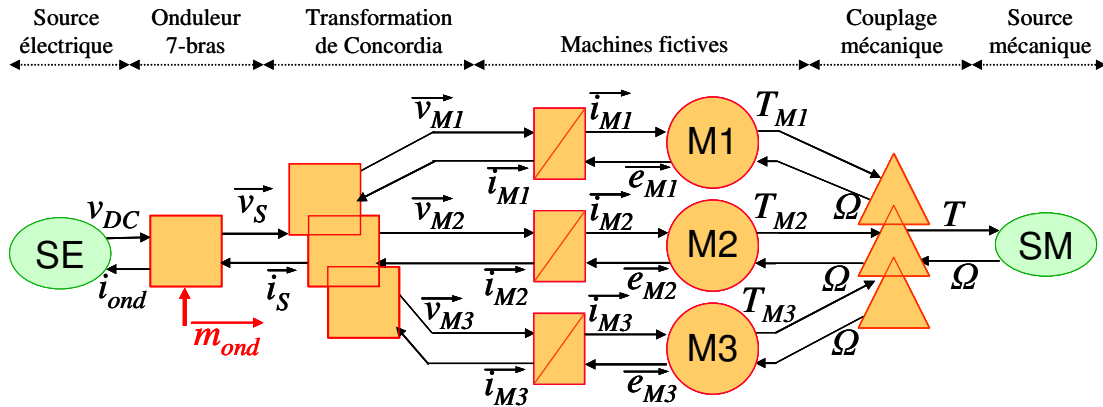 Source électrique
Onduleur 7-bras
Transformation de Concordia
Machines fictives
Couplage mécanique
Source mécanique
SE
v_DC
i_ond
m_ond
v_S
i_S
v_M1
i_M1
i_M1
e_M1
M1
T_M1
Ω
v_M2
i_M2
i_M2
e_M2
M2
T_M2
Ω
v_M3
i_M3
i_M3
e_M3
M3
T_M3
Ω
T
Ω
SM